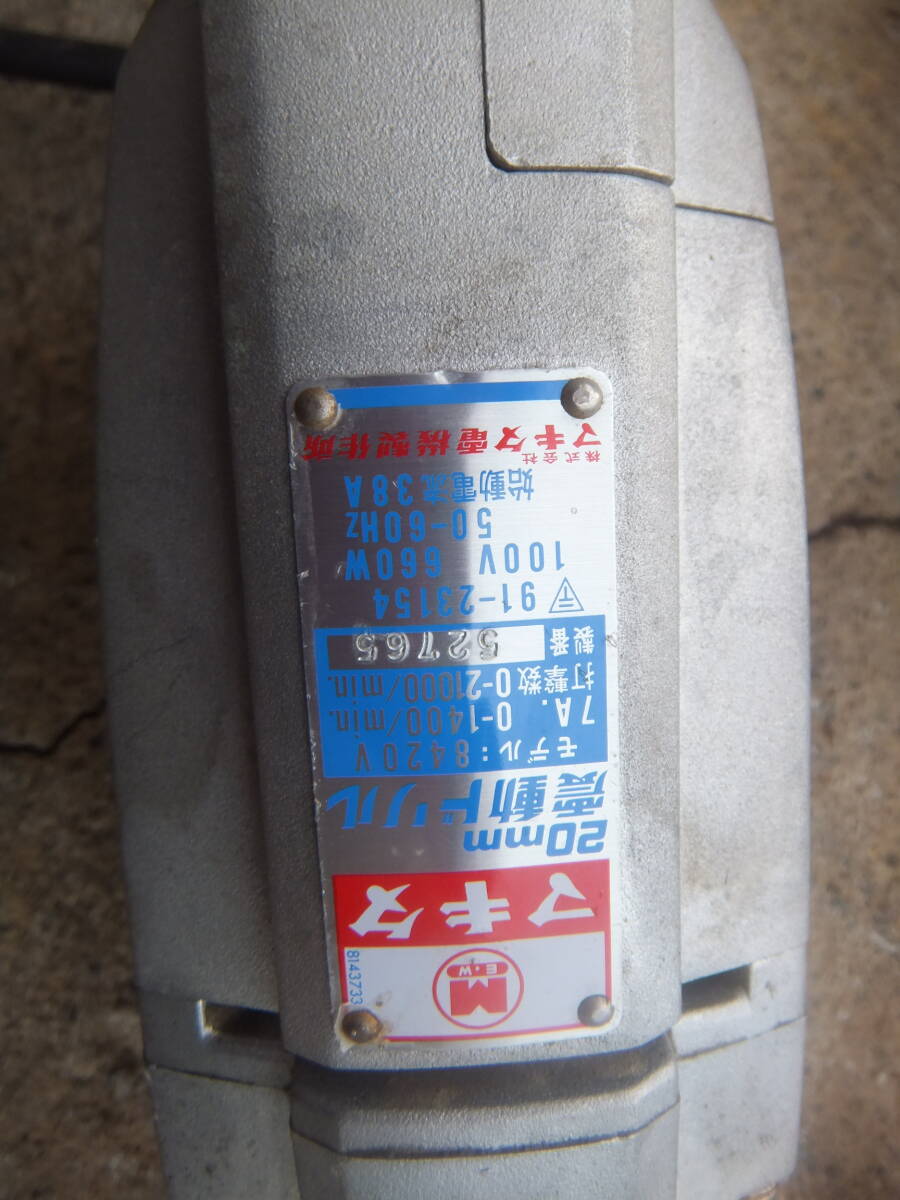 M
E.W
8143733
マキタ
20mm
震動ドリル
モデル:8420V
7A. 0-1400/min.
打撃数 0-21000/min.
製番 52765
〒 91-23154
100V 660W
50-60Hz
始動電流38A
株式会社 マキタ電機製作所